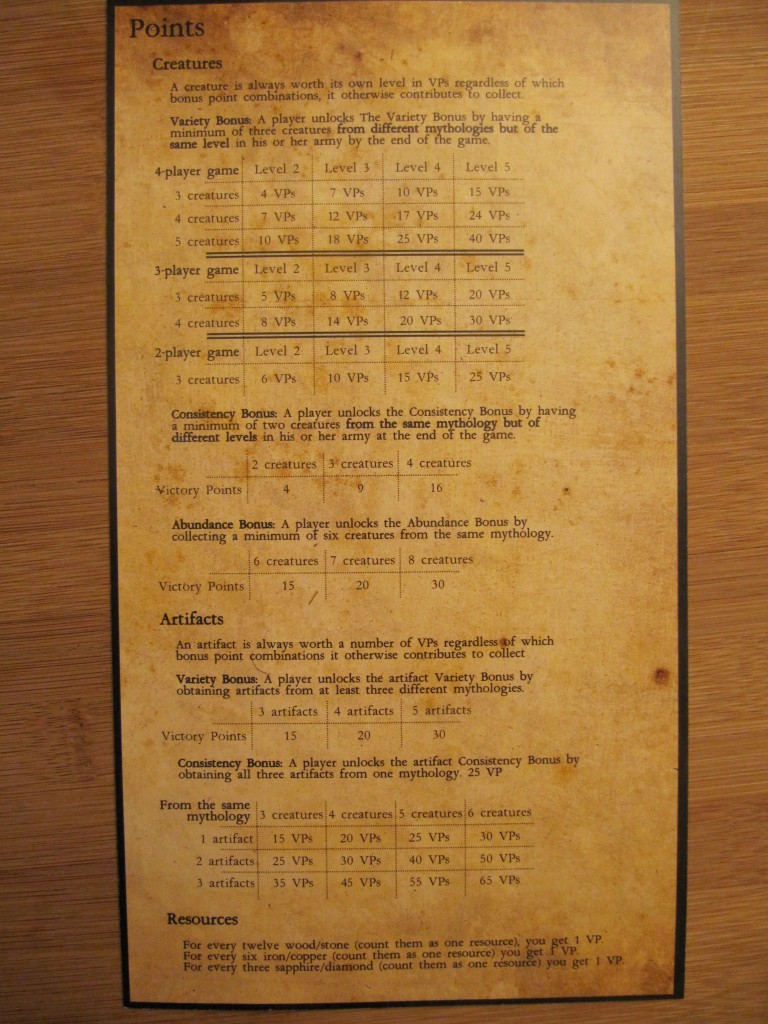 Points
Creatures
A creature is always worth its own level in VPs regardless of which
bonus point combinations, it otherwise contributes to collect.
Variety Bonus: A player unlocks The Variety Bonus by having a
minimum of three creatures from different mythologies but of the
same level in his or her army by the end of the game.
4-player game Level 2 Level 3 Level 4 Level 5
3 creatures 4 VPs 7 VPs 10 VPs 15 VPs
4 creatures 7 VPs 12 VPs 17 VPs 24 VPs
5 creatures 10 VPs 18 VPs 25 VPs 40 VPs
3-player game Level 2 Level 3 Level 4 Level 5
3 creatures 5 VPs 8 VPs 12 VPs 20 VPs
4 creatures 8 VPs 14 VPs 20 VPs 30 VPs
2-player game Level 2 Level 3 Level 4 Level 5
3 creatures 6 VPs 10 VPs 15 VPs 25 VPs
Consistency Bonus: A player unlocks the Consistency Bonus by having
a minimum of two creatures from the same mythology but of
different levels in his or her army at the end of the game.
2 creatures 3 creatures 4 creatures
Victory Points 4 9 16
Abundance Bonus: A player unlocks the Abundance Bonus by
collecting a minimum of six creatures from the same mythology.
6 creatures 7 creatures 8 creatures
Victory Points 15 20 30
Artifacts
An artifact is always worth a number of VPs regardless of which
bonus point combinations it otherwise contributes to collect
Variety Bonus: A player unlocks the artifact Variety Bonus by
obtaining artifacts from at least three different mythologies.
3 artifacts 4 artifacts 5 artifacts
Victory Points 15 20 30
Consistency Bonus: A player unlocks the artifact Consistency Bonus by
obtaining all three artifacts from one mythology. 25 VP
From the same
mythology 3 creatures 4 creatures 5 creatures 6 creatures
1 artifact 15 VPs 20 VPs 25 VPs 30 VPs
2 artifacts 25 VPs 30 VPs 40 VPs 50 VPs
3 artifacts 35 VPs 45 VPs 55 VPs 65 VPs
Resources
For every twelve wood/stone (count them as one resource), you get 1 VP.
For every six iron/copper (count them as one resource) you get 1 VP.
For every three sapphire/diamond (count them as one resource) you get 1 VP.